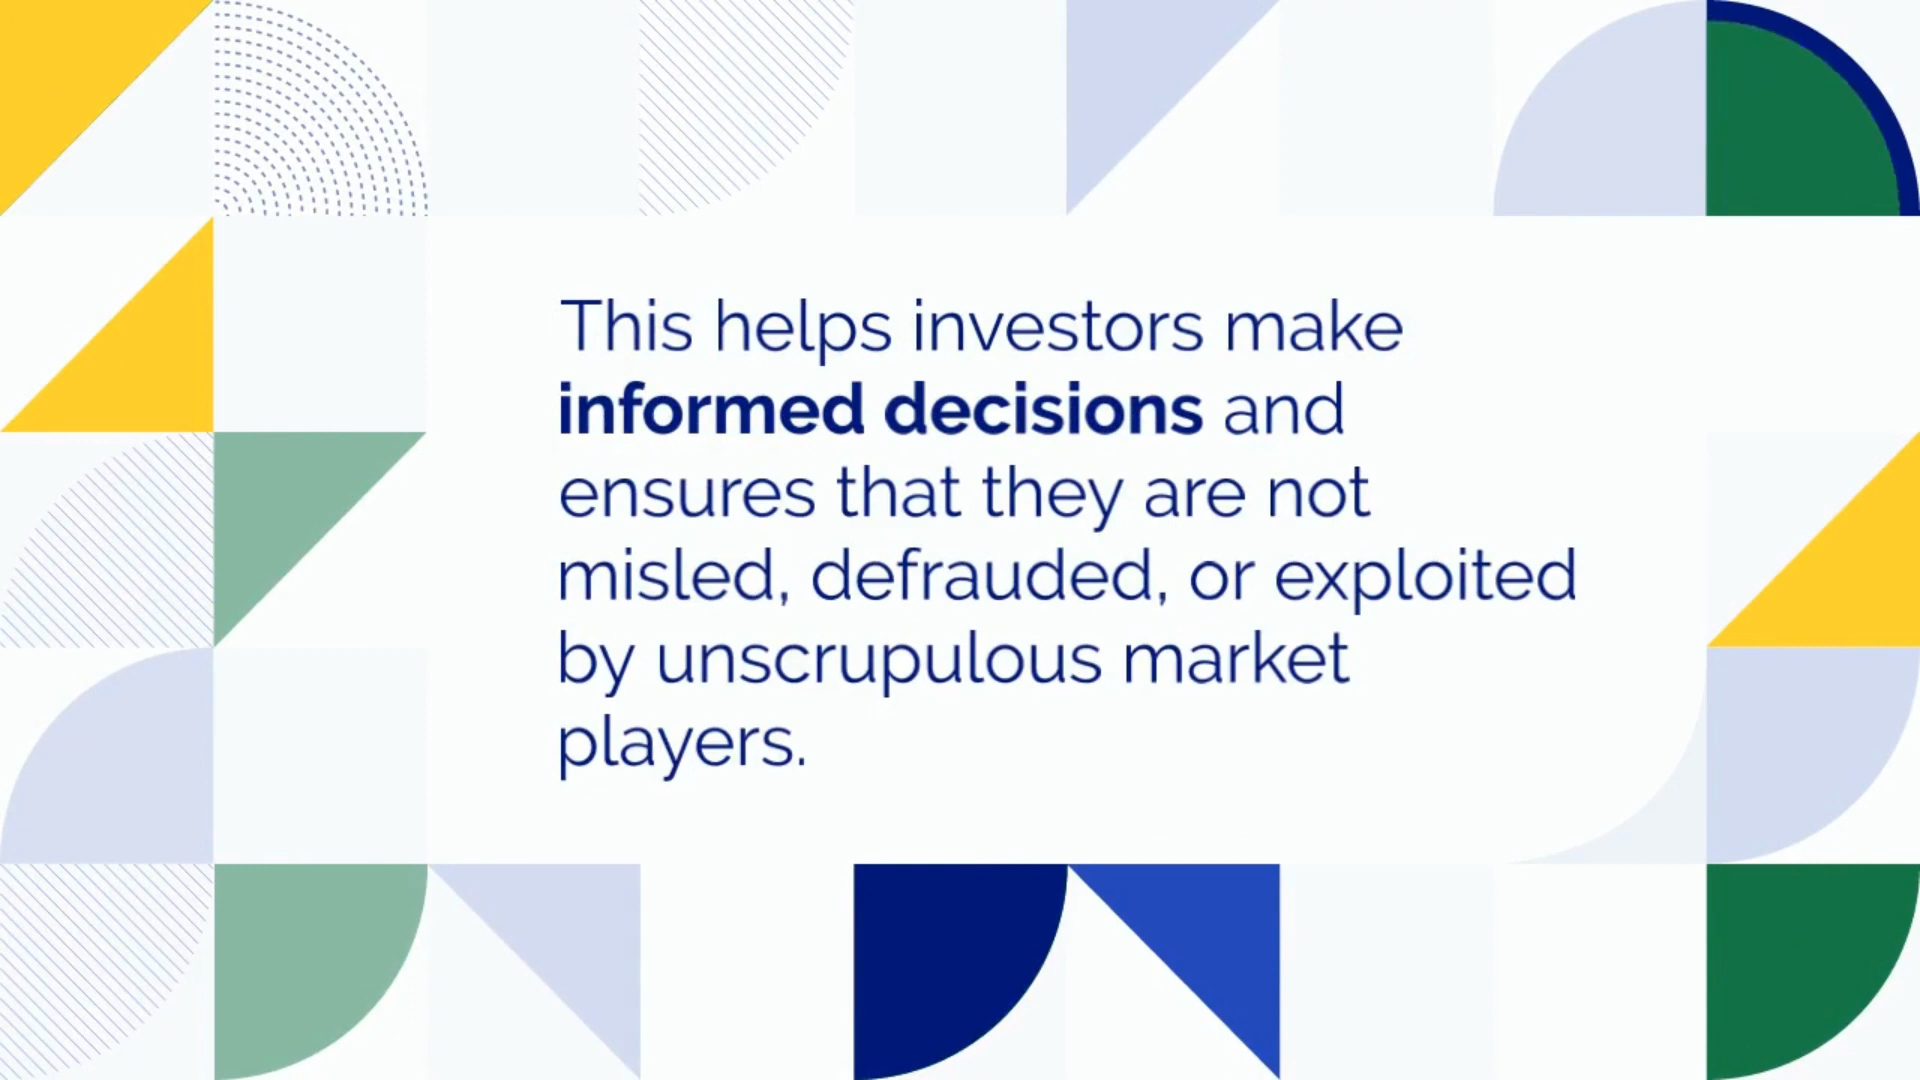 This helps investors make
informed decisions and
ensures that they are not
misled, defrauded, or exploited
by unscrupulous market
players.